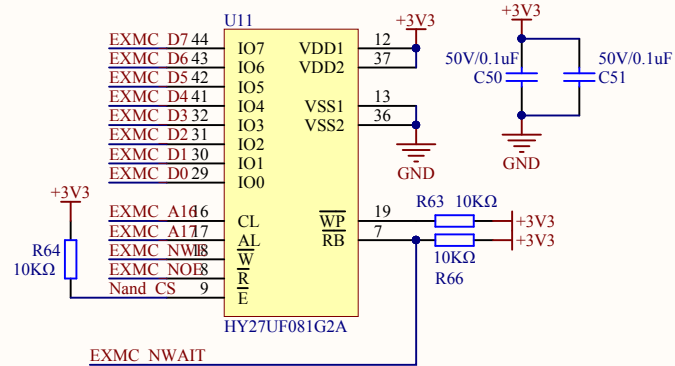 U11
+3V3
+3V3
EXMC_D7 44 IO7 VDD1 12
EXMC_D6 43 IO6 VDD2 37
EXMC_D5 42 IO5
EXMC_D4 41 IO4 VSS1 13
EXMC_D3 32 IO3 VSS2 36
EXMC_D2 31 IO2
EXMC_D1 30 IO1
EXMC_D0 29 IO0
50V/0.1uF
C50
50V/0.1uF
C51
GND
GND
+3V3
R64
10KΩ
EXMC_A16 16 CL WP 19 R63 10KΩ +3V3
EXMC_A17 17 AL RB 7 +3V3
10KΩ
R66
EXMC_NWE 18 W
EXMC_NOE 8 R
Nand_CS 9 E
HY27UF081G2A
EXMC_NWAIT